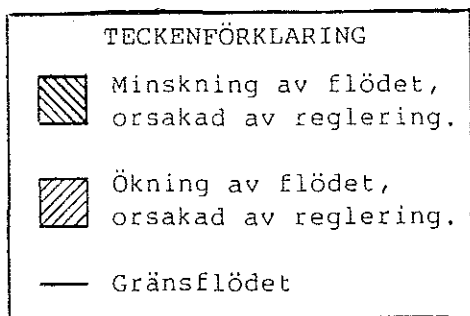 TECKENFÖRKLARING
Minskning av flödet,
orsakad av reglering.
Ökning av flödet,
orsakad av reglering.
Gränsflödet